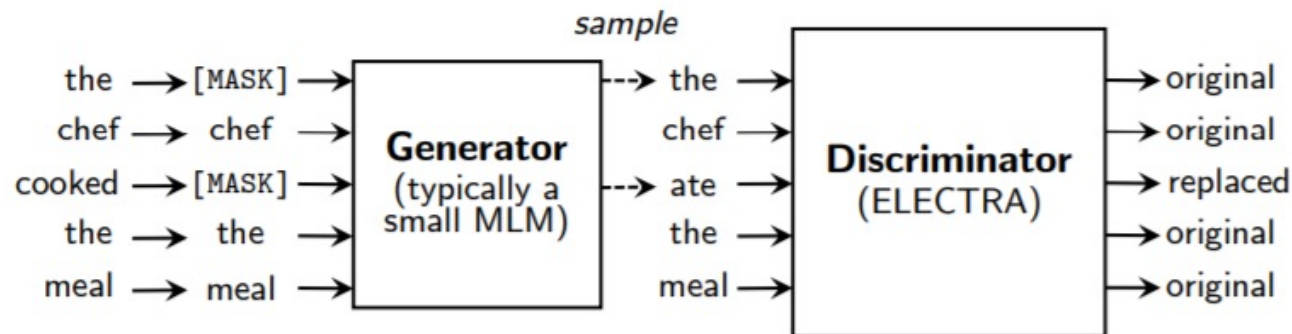 sample
the [MASK] the original
chef chef chef original
Generator
Discriminator
cooked [MASK] (typically a ate (ELECTRA) replaced
small MLM)
the the the original
meal meal meal original